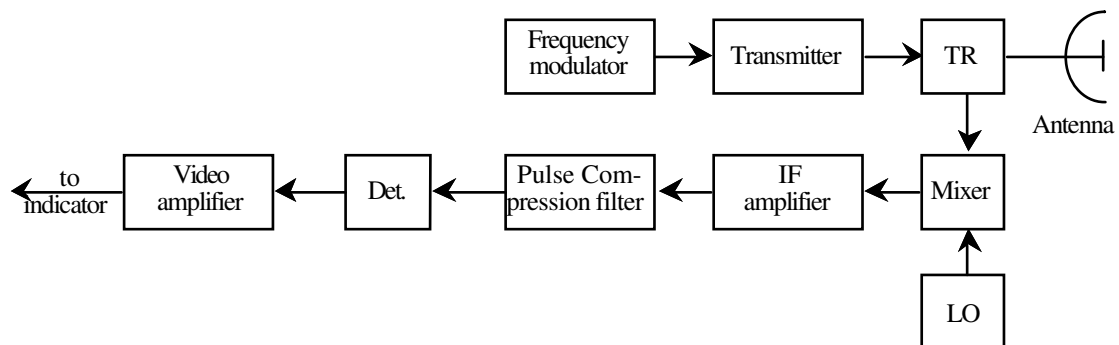 Frequency
modulator
Transmitter
TR
Antenna
to
indicator
Video
amplifier
Det.
Pulse Com-
pression filter
IF
amplifier
Mixer
LO